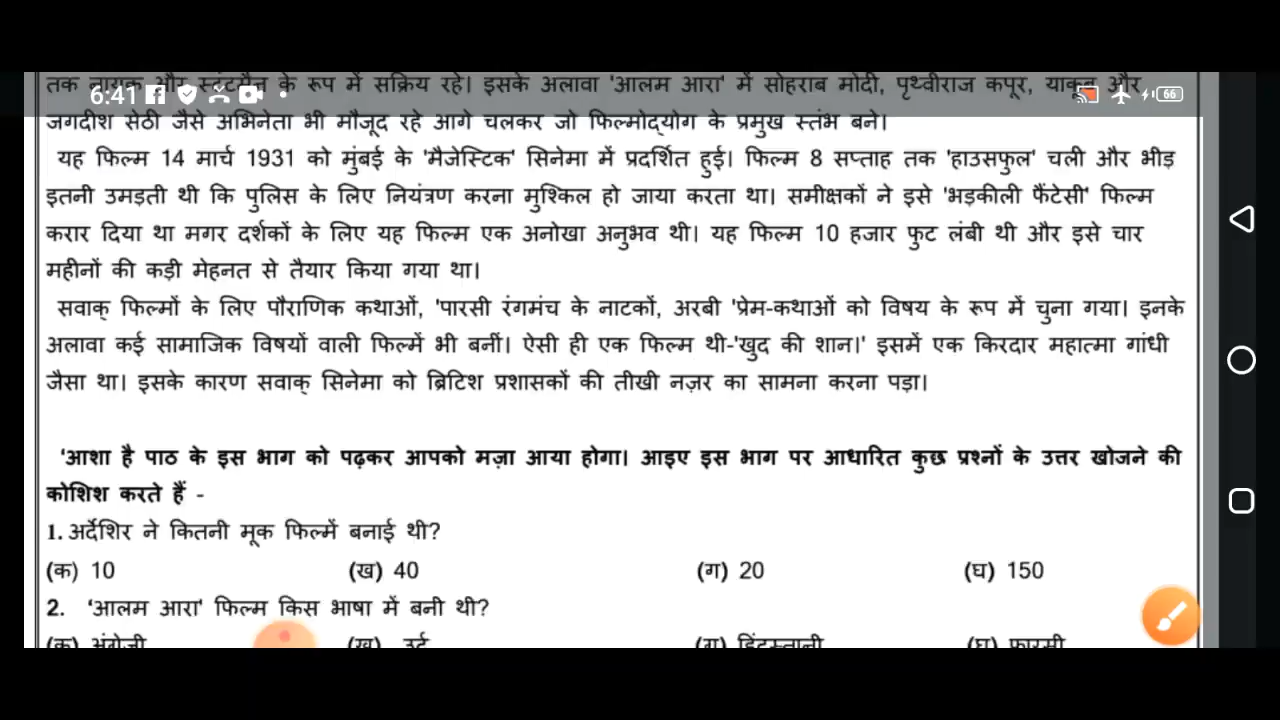 तक नायक और स्टंटमैन के रूप में सक्रिय रहे। इसके अलावा 'आलम आरा' में सोहराब मोदी, पृथ्वीराज कपूर, याकूब और
6:41
66
जगदीश सेठी जैसे अभिनेता भी मौजूद रहे आगे चलकर जो फिल्मोद्योग के प्रमुख स्तंभ बने।
यह फिल्म 14 मार्च 1931 को मुंबई के 'मैजेस्टिक' सिनेमा में प्रदर्शित हुई। फिल्म 8 सप्ताह तक 'हाउसफुल' चली और भीड़
इतनी उमड़ती थी कि पुलिस के लिए नियंत्रण करना मुश्किल हो जाया करता था। समीक्षकों ने इसे 'भड़कीली फैंटेसी' फिल्म
करार दिया था मगर दर्शकों के लिए यह फिल्म एक अनोखा अनुभव थी। यह फिल्म 10 हजार फुट लंबी थी और इसे चार
महीनों की कड़ी मेहनत से तैयार किया गया था।
सवाक् फिल्मों के लिए पौराणिक कथाओं, 'पारसी रंगमंच के नाटकों, अरबी 'प्रेम-कथाओं को विषय के रूप में चुना गया। इनके
अलावा कई सामाजिक विषयों वाली फिल्में भी बनीं। ऐसी ही एक फिल्म थी-'खुद की शान।' इसमें एक किरदार महात्मा गांधी
जैसा था। इसके कारण सवाक् सिनेमा को ब्रिटिश प्रशासकों की तीखी नज़र का सामना करना पड़ा।
'आशा है पाठ के इस भाग को पढ़कर आपको मज़ा आया होगा। आइए इस भाग पर आधारित कुछ प्रश्नों के उत्तर खोजने की
कोशिश करते हैं -
1. अर्देशिर ने कितनी मूक फिल्में बनाई थी?
(क) 10 (ख) 40 (ग) 20 (घ) 150
2. 'आलम आरा' फिल्म किस भाषा में बनी थी?
(क) अंग्रेजी (ख) उर्दू (ग) हिंदुस्तानी (घ) फारसी